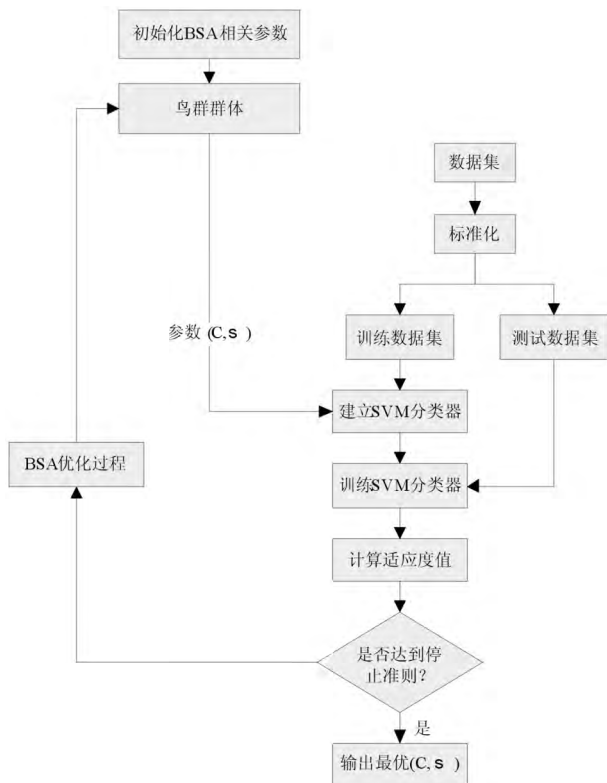 初始化BSA相关参数
鸟群群体
数据集
标准化
参数 (C,s )
训练数据集
测试数据集
建立SVM分类器
BSA优化过程
训练SVM分类器
计算适应度值
是否达到停
止准则?
是
输出最优(C, s )